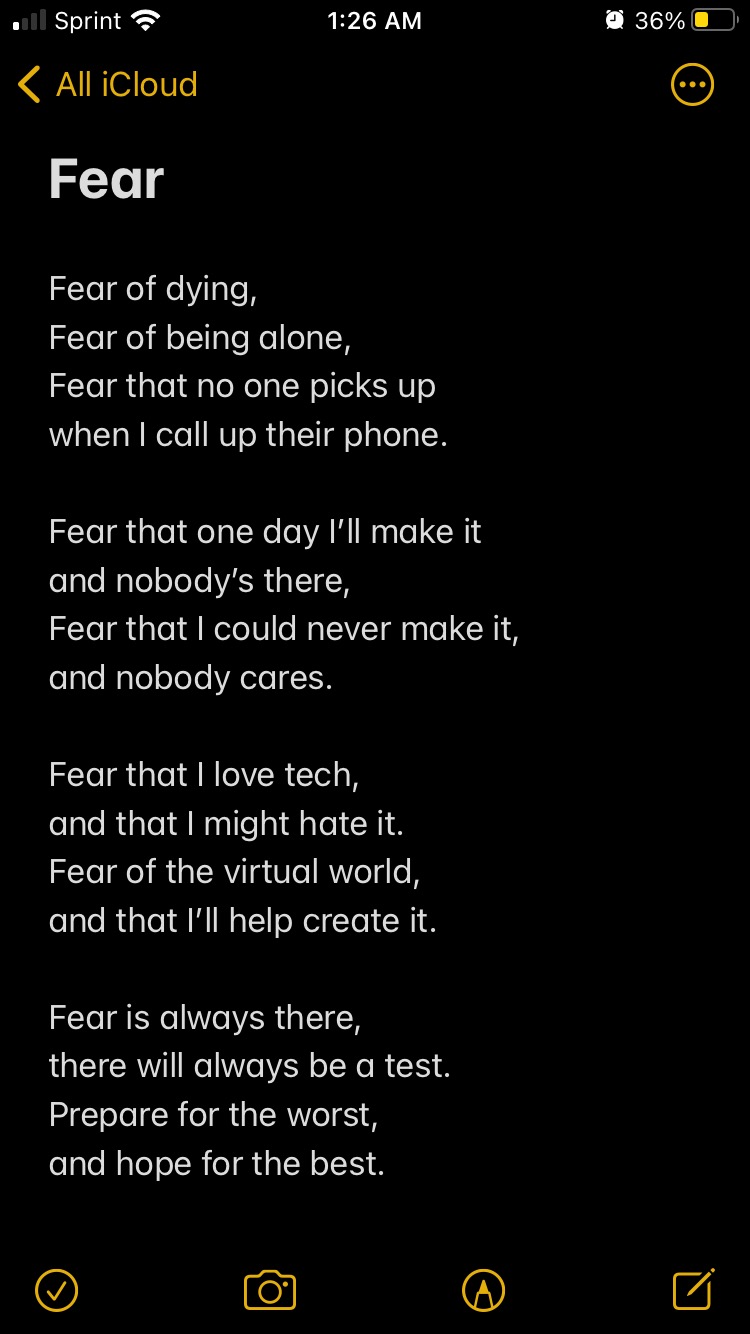 Sprint 1:26 AM 36%
All iCloud
Fear
Fear of dying,
Fear of being alone,
Fear that no one picks up
when I call up their phone.
Fear that one day I’ll make it
and nobody’s there,
Fear that I could never make it,
and nobody cares.
Fear that I love tech,
and that I might hate it.
Fear of the virtual world,
and that I’ll help create it.
Fear is always there,
there will always be a test.
Prepare for the worst,
and hope for the best.